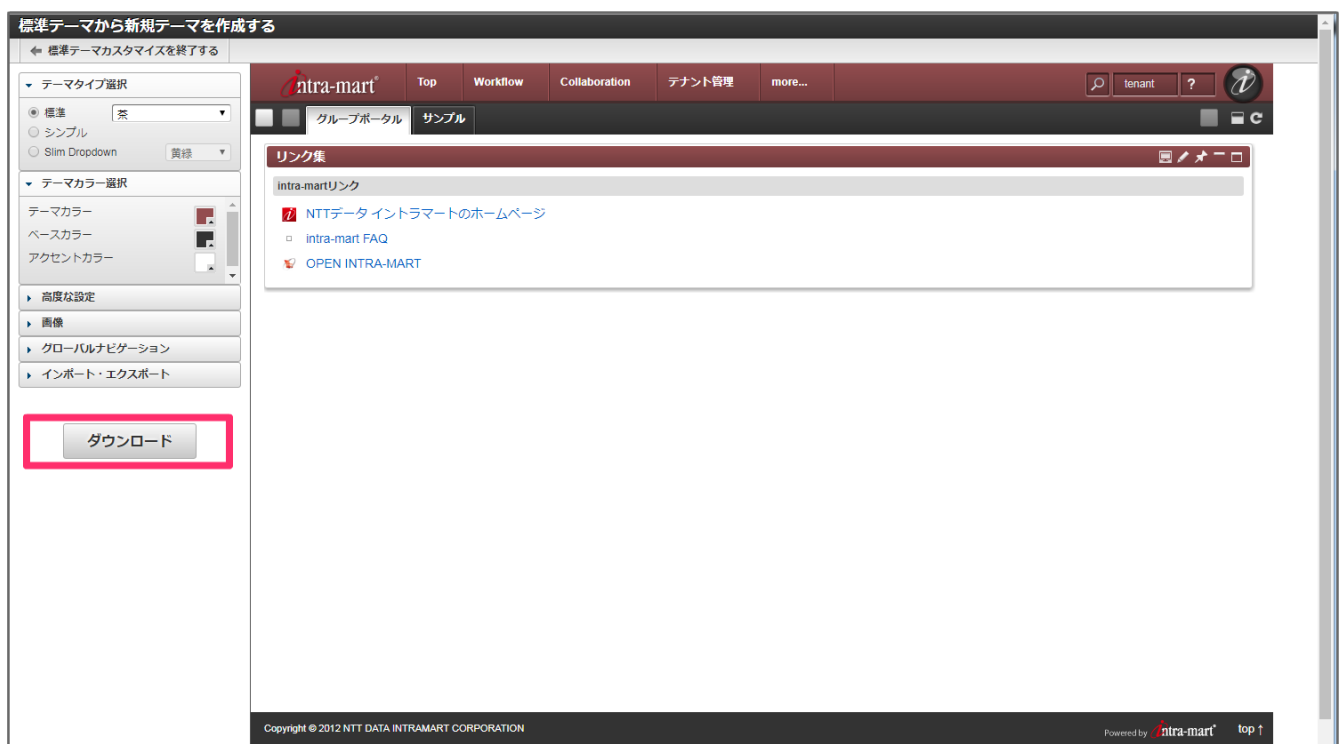 標準テーマから新規テーマを作成する
標準テーマカスタマイズを終了する
テーマタイプ選択
標準 茶
シンプル
Slim Dropdown 黄緑
テーマカラー選択
テーマカラー
ベースカラー
アクセントカラー
高度な設定
画像
グローバルナビゲーション
インポート・エクスポート
ダウンロード
intra-mart Top Workflow Collaboration テナント管理 more... tenant ?
グループポータル サンプル
リンク集
intra-martリンク
NTTデータ イントラマートのホームページ
intra-mart FAQ
OPEN INTRA-MART
Copyright © 2012 NTT DATA INTRAMART CORPORATION
Powered by intra-mart top↑